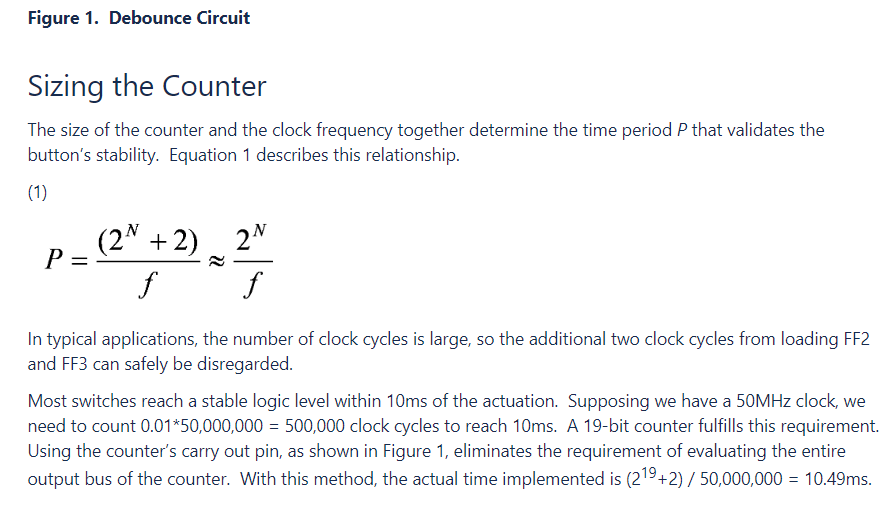 Figure 1. Debounce Circuit
Sizing the Counter
The size of the counter and the clock frequency together determine the time period P that validates the
button's stability. Equation 1 describes this relationship.
(1)
P = (2^N + 2) / f ≈ 2^N / f
In typical applications, the number of clock cycles is large, so the additional two clock cycles from loading FF2
and FF3 can safely be disregarded.
Most switches reach a stable logic level within 10ms of the actuation. Supposing we have a 50MHz clock, we
need to count 0.01*50,000,000 = 500,000 clock cycles to reach 10ms. A 19-bit counter fulfills this requirement.
Using the counter's carry out pin, as shown in Figure 1, eliminates the requirement of evaluating the entire
output bus of the counter. With this method, the actual time implemented is (2^19+2) / 50,000,000 = 10.49ms.